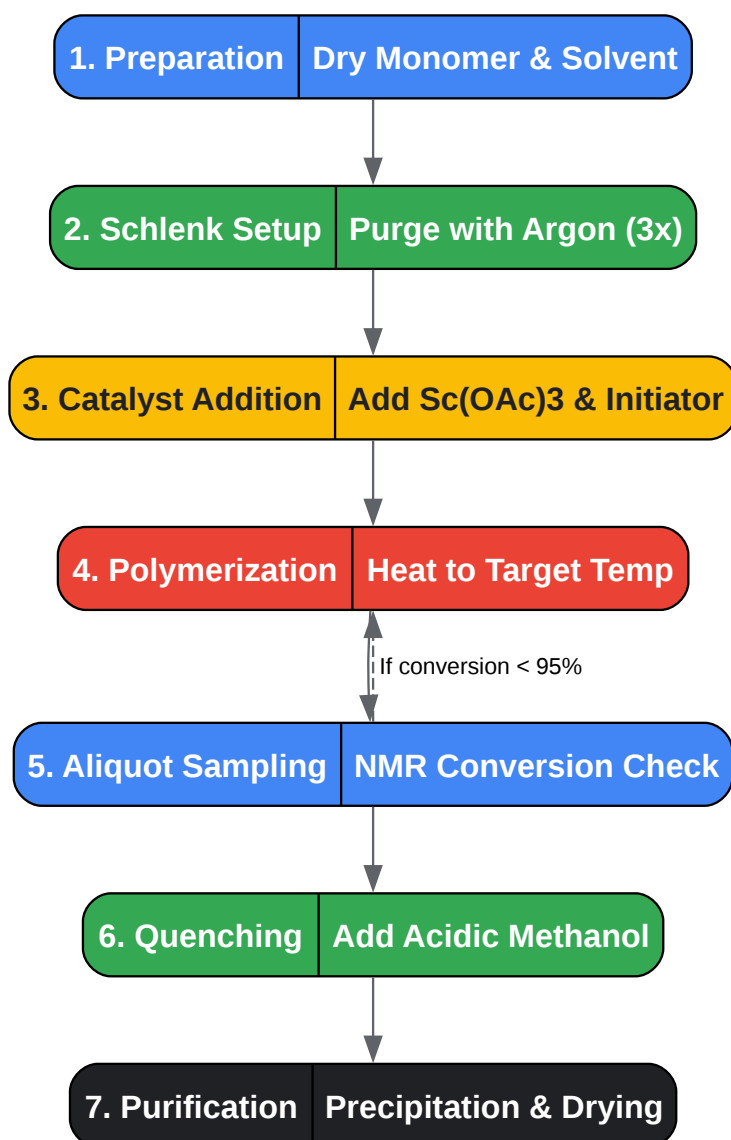 1. Preparation Dry Monomer & Solvent
2. Schlenk Setup Purge with Argon (3x)
3. Catalyst Addition Add Sc(OAc)3 & Initiator
4. Polymerization Heat to Target Temp
If conversion < 95%
5. Aliquot Sampling NMR Conversion Check
6. Quenching Add Acidic Methanol
7. Purification Precipitation & Drying